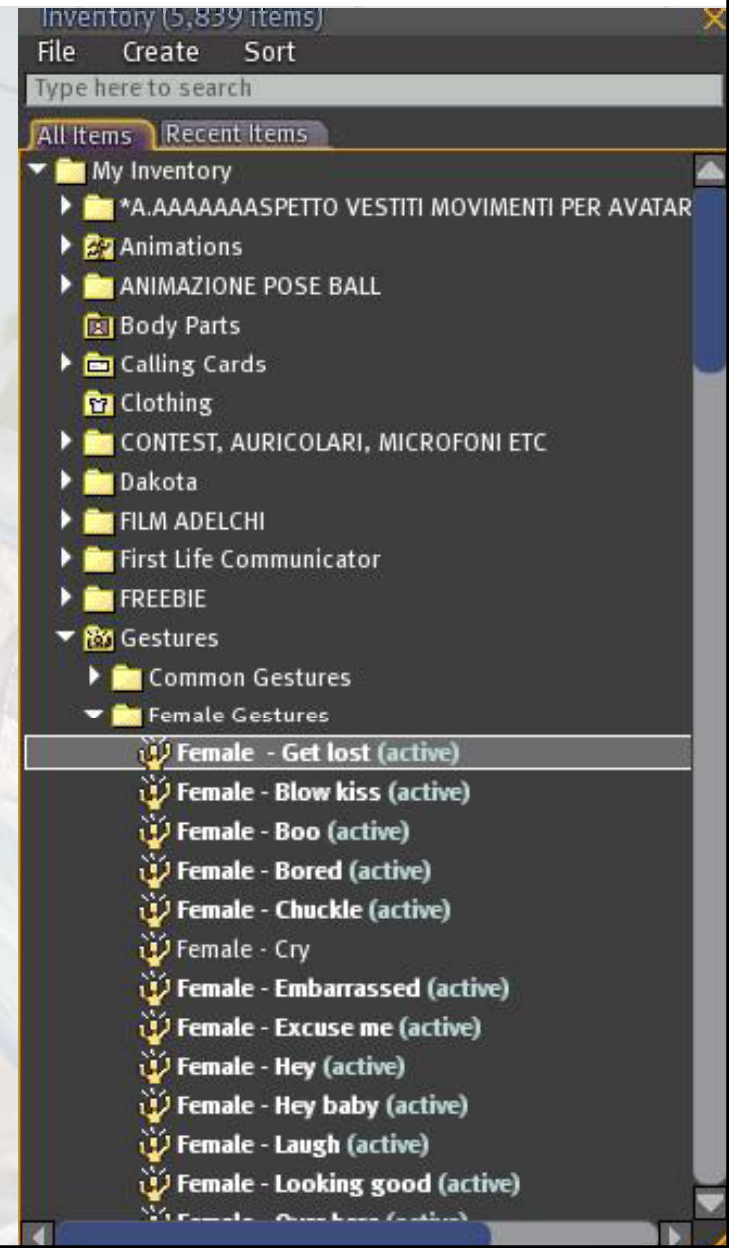 Inventory (5,839 items)
File Create Sort
Type here to search
All Items Recent Items
My Inventory
*A.AAAAAAASPETTO VESTITI MOVIMENTI PER AVATAR
Animations
ANIMAZIONE POSE BALL
Body Parts
Calling Cards
Clothing
CONTEST, AURICOLARI, MICROFONI ETC
Dakota
FILM ADELCHI
First Life Communicator
FREEBIE
Gestures
Common Gestures
Female Gestures
Female - Get lost (active)
Female - Blow kiss (active)
Female - Boo (active)
Female - Bored (active)
Female - Chuckle (active)
Female - Cry
Female - Embarrassed (active)
Female - Excuse me (active)
Female - Hey (active)
Female - Hey baby (active)
Female - Laugh (active)
Female - Looking good (active)
Female - Over here (active)